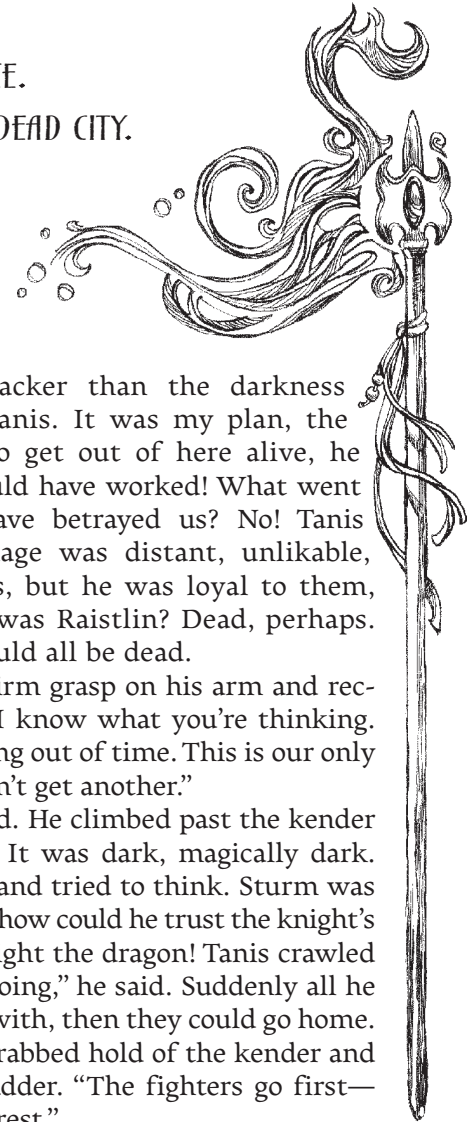 TE.
DEAD CITY.
acker than the darkness
anis. It was my plan, the
o get out of here alive, he
uld have worked! What went
ave betrayed us? No! Tanis
age was distant, unlikable,
s, but he was loyal to them,
was Raistlin? Dead, perhaps.
uld all be dead.
irm grasp on his arm and rec-
I know what you’re thinking.
ng out of time. This is our only
n’t get another.”
d. He climbed past the kender
It was dark, magically dark.
and tried to think. Sturm was
how could he trust the knight’s
ght the dragon! Tanis crawled
oing,” he said. Suddenly all he
with, then they could go home.
rabbed hold of the kender and
dder. “The fighters go first—
rest.”